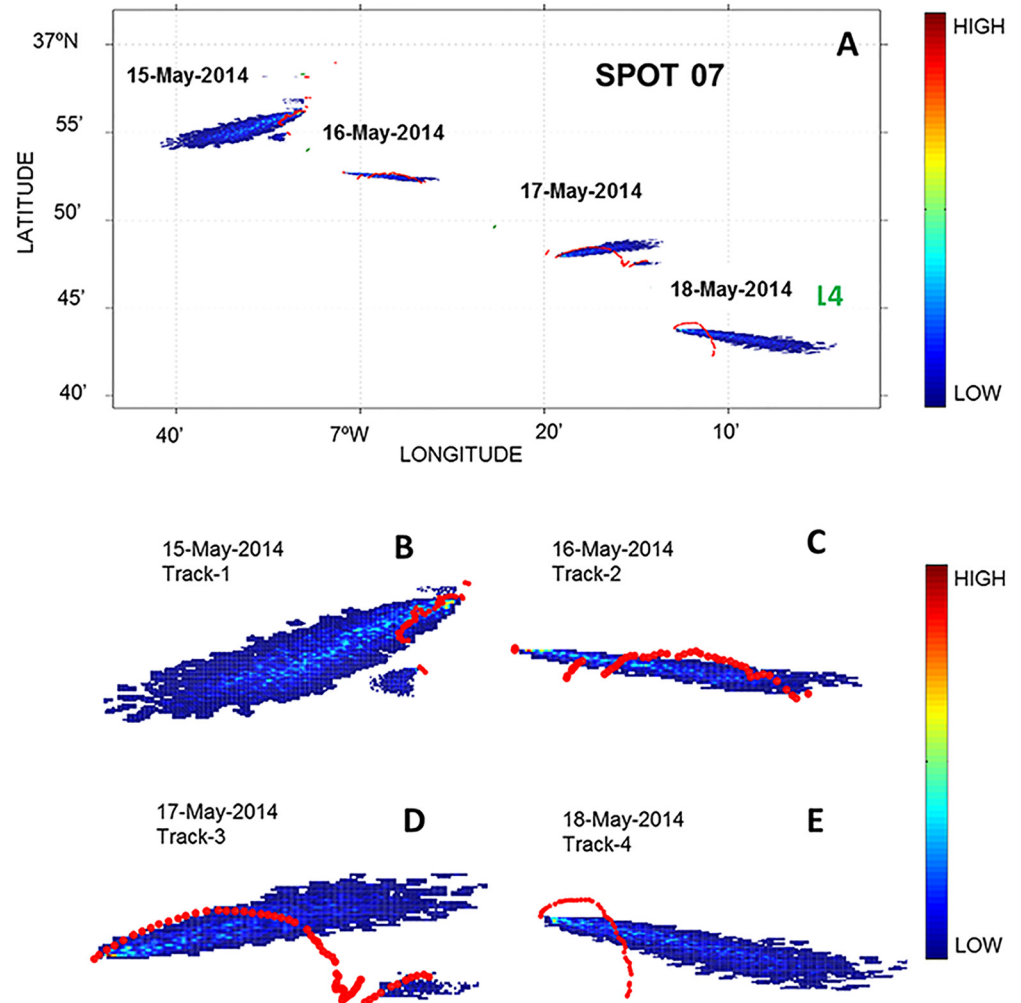 A
HIGH
37ºN
SPOT 07
15-May-2014
55'
16-May-2014
17-May-2014
50'
LATITUDE
18-May-2014
L4
45'
40'
LOW
40'
7ºW
20'
10'
LONGITUDE
15-May-2014
Track-1
B
16-May-2014
Track-2
C
HIGH
17-May-2014
Track-3
D
18-May-2014
Track-4
E
LOW